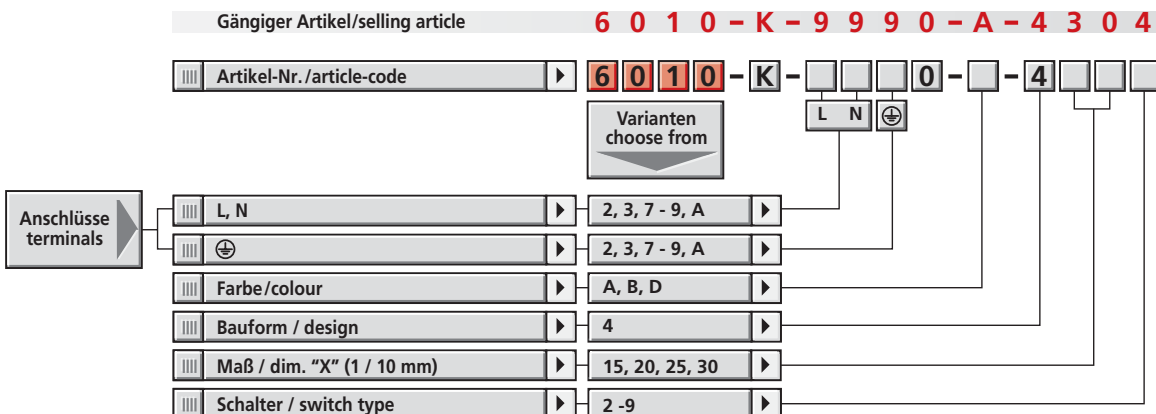 Gängiger Artikel/selling article 6 0 1 0 - K - 9 9 9 0 - A - 4 3 0 4
Artikel-Nr./article-code 6 0 1 0 - K - 0 - - 4
Varianten
choose from
L N
Anschlüsse
terminals
L, N 2, 3, 7 - 9, A
2, 3, 7 - 9, A
Farbe/colour A, B, D
Bauform / design 4
Maß / dim. “X” (1 / 10 mm) 15, 20, 25, 30
Schalter / switch type 2 -9